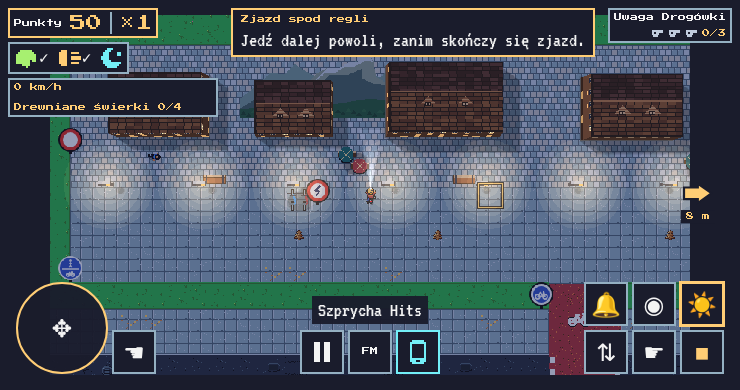 Punkty 50 | ×1
Zjazd spod regli
Jedź dalej powoli, zanim skończy się zjazd.
Uwaga Drogówki
0/3
0 km/h
Drewniane świerki 0/4
8 m
Szprycha Hits
FM